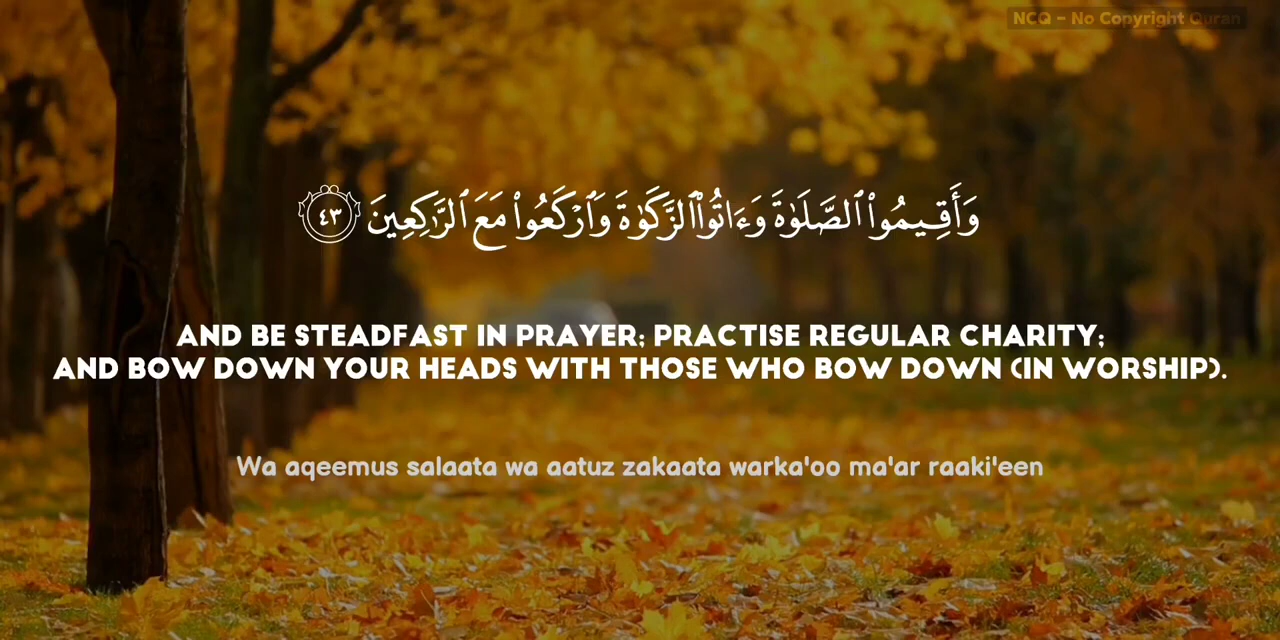 NCQ - No Copyright Quran
وَأَقِيمُوا۟ ٱلصَّلَوٰةَ وَءَاتُوا۟ ٱلزَّكَوٰةَ وَٱرْكَعُوا۟ مَعَ ٱلرَّٰكِعِينَ ٤٣
AND BE STEADFAST IN PRAYER; PRACTISE REGULAR CHARITY;
AND BOW DOWN YOUR HEADS WITH THOSE WHO BOW DOWN (IN WORSHIP).
Wa aqeemus salaata wa aatuz zakaata warka'oo ma'ar raaki'een